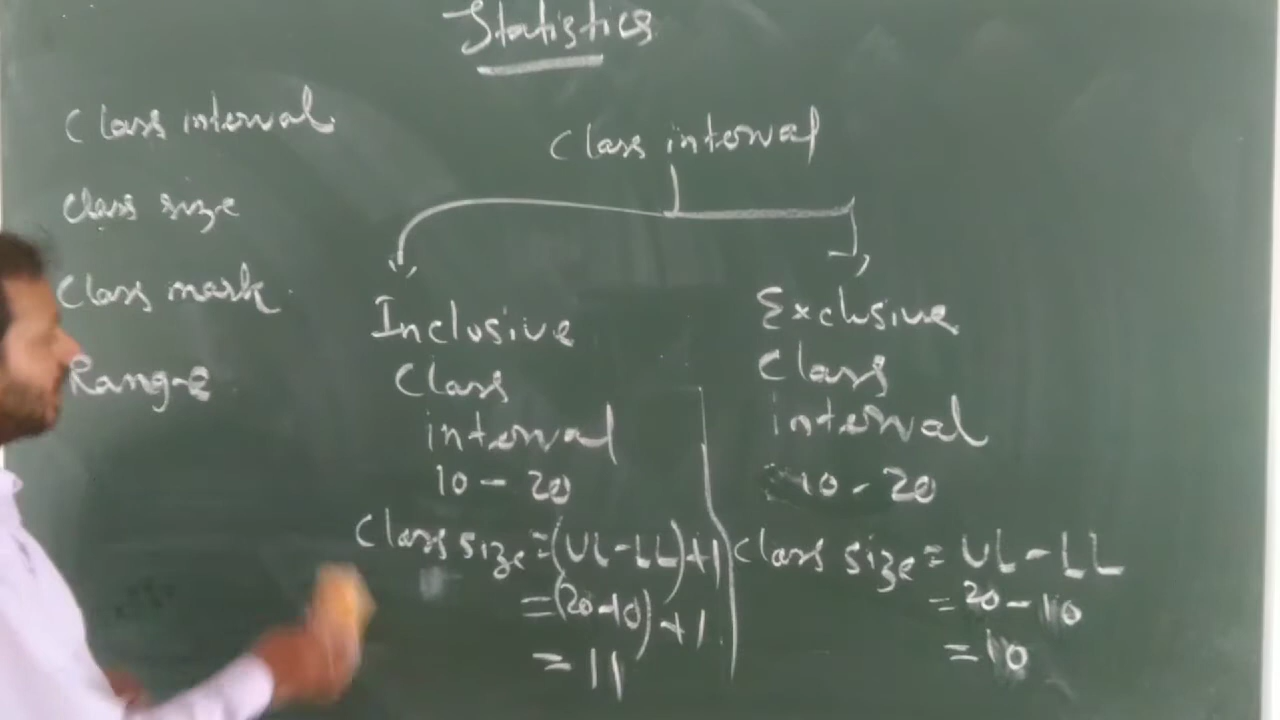 Statistics
Class interval
Class size
Class mark
Range
Class interval
Inclusive
Class
interval
10 - 20
Class size = (UL - LL) + 1
= (20 - 10) + 1
= 11
Exclusive
Class
interval
10 - 20
Class size = UL - LL
= 20 - 10
= 10